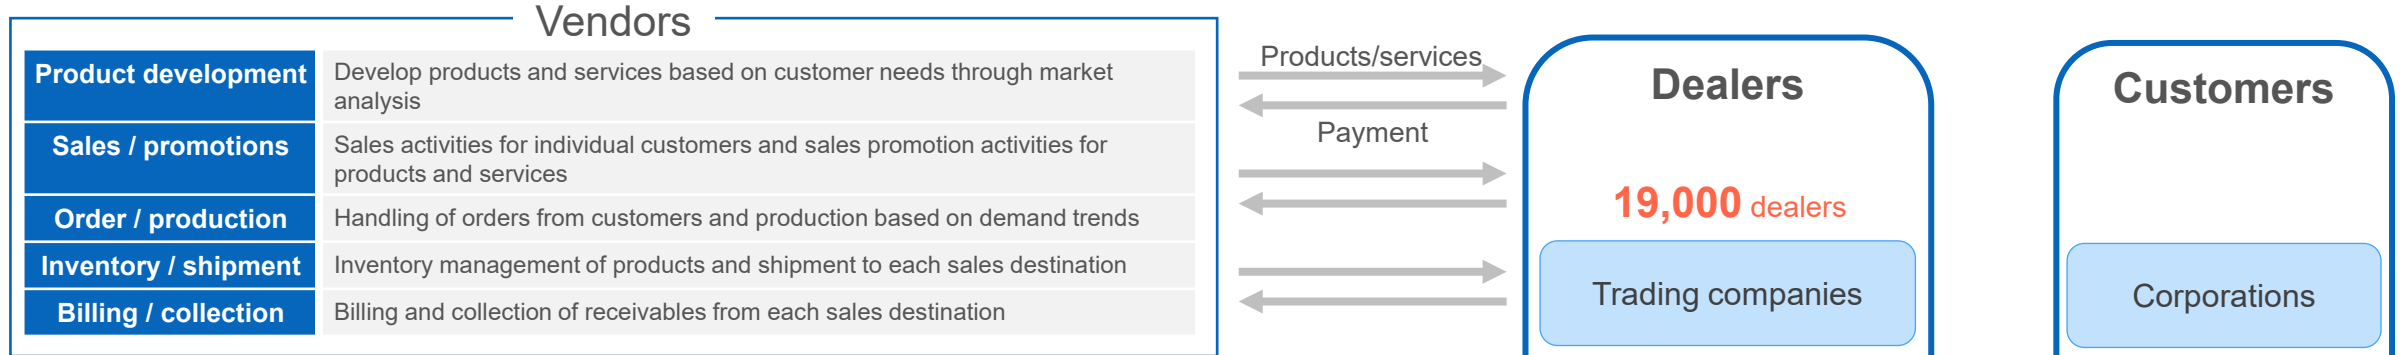 Vendors
Product development
Develop products and services based on customer needs through market
analysis
Sales / promotions
Sales activities for individual customers and sales promotion activities for
products and services
Order / production
Handling of orders from customers and production based on demand trends
Inventory / shipment
Inventory management of products and shipment to each sales destination
Billing / collection
Billing and collection of receivables from each sales destination
Products/services
Payment
Dealers
19,000 dealers
Trading companies
Customers
Corporations